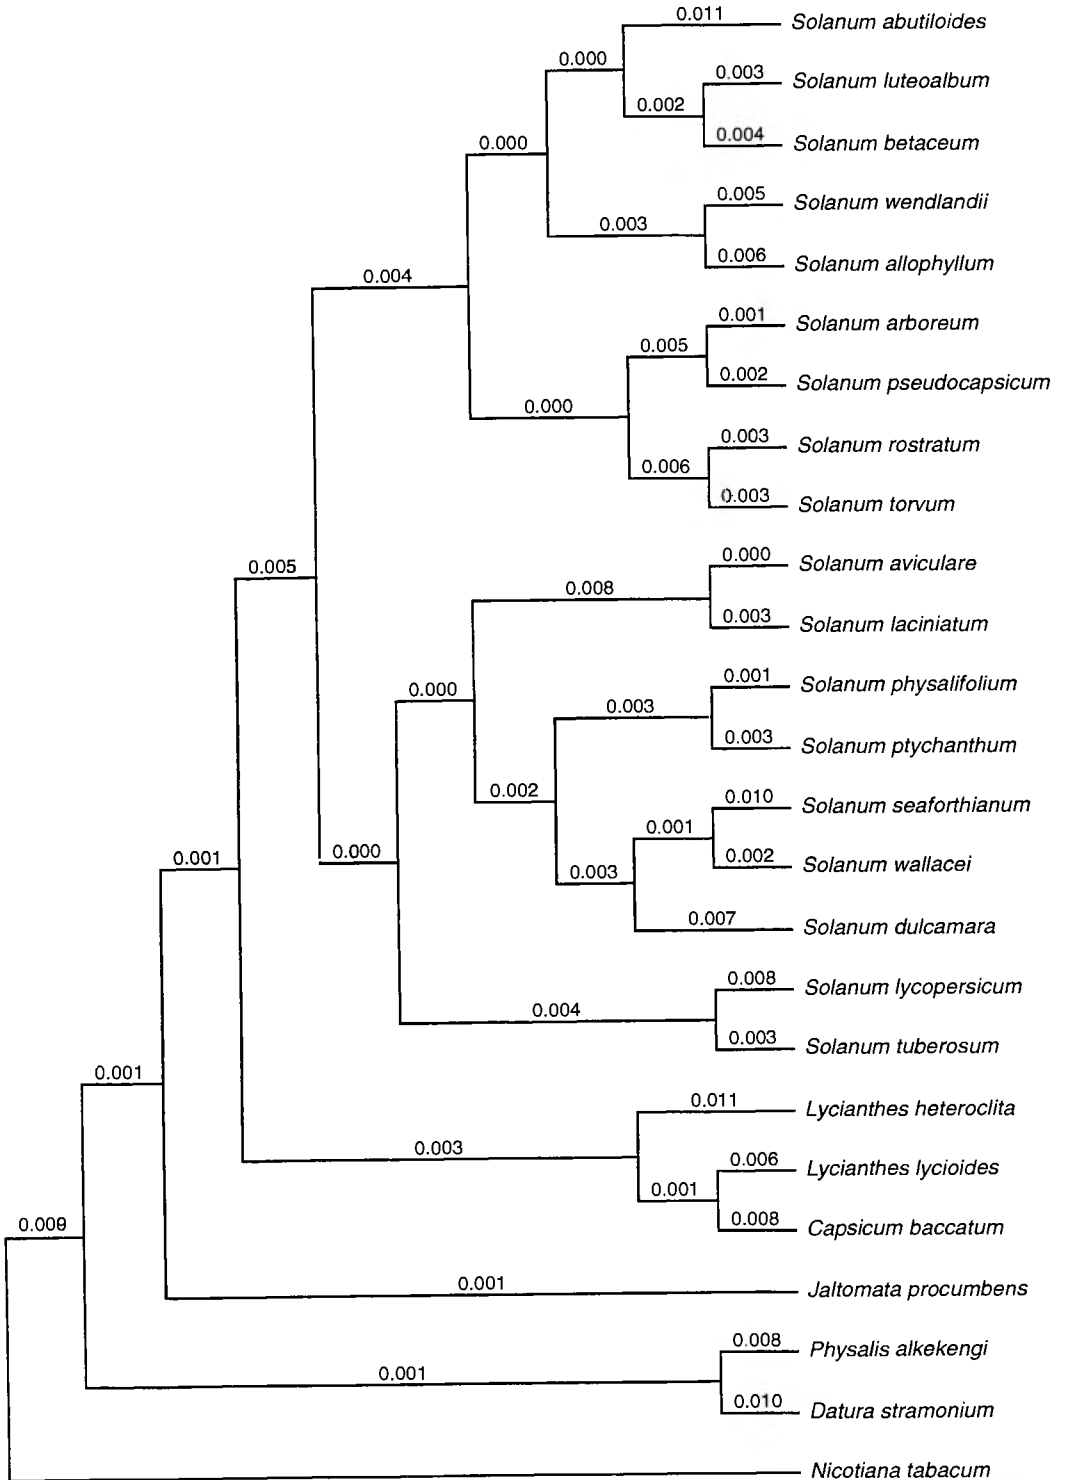 0.011 Solanum abutiloides
0.000
0.003 Solanum luteoalbum
0.002
0.004 Solanum betaceum
0.000
0.005 Solanum wendlandii
0.003
0.006 Solanum allophyllum
0.004
0.001 Solanum arboreum
0.005
0.002 Solanum pseudocapsicum
0.000
0.003 Solanum rostratum
0.006
0.003 Solanum torvum
0.000 Solanum aviculare
0.005
0.008
0.003 Solanum laciniatum
0.001 Solanum physalifolium
0.000
0.003
0.003 Solanum ptychanthum
0.002
0.010 Solanum seaforthianum
0.001
0.000
0.002 Solanum wallacei
0.001
0.003
0.007 Solanum dulcamara
0.008 Solanum lycopersicum
0.004
0.003 Solanum tuberosum
0.001
0.011 Lycianthes heteroclita
0.003
0.006 Lycianthes lycioides
0.001
0.008 Capsicum baccatum
0.009
0.001 Jaltomata procumbens
0.008 Physalis alkekengi
0.001
0.010 Datura stramonium
Nicotiana tabacum